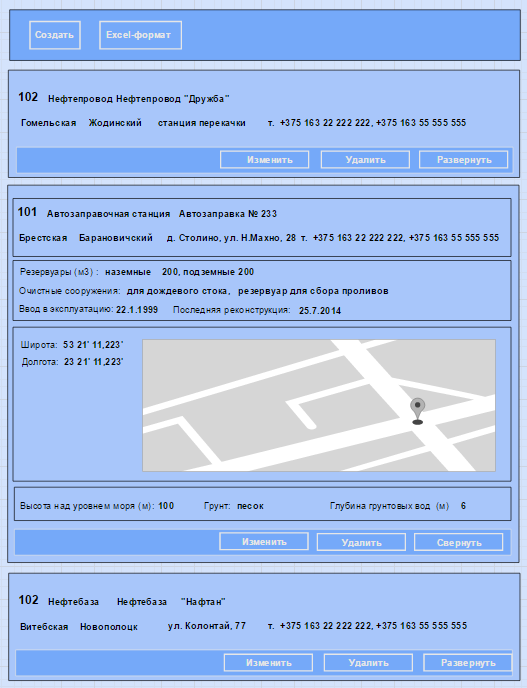 Создать Excel-формат
102 Нефтепровод Нефтепровод "Дружба"
Гомельская Жодинский станция перекачки т. +375 163 22 222 222, +375 163 55 555 555
Изменить Удалить Развернуть
101 Автозаправочная станция Автозаправка № 233
Брестская Барановичский д. Столино, ул. Н.Махно, 28 т. +375 163 22 222 222, +375 163 55 555 555
Резервуары (м3) : наземные 200, подземные 200
Очистные сооружения: для дождевого стока, резервуар для сбора проливов
Ввод в эксплуатацию: 22.1.1999 Последняя реконструкция: 25.7.2014
Широта: 53 21' 11,223'
Долгота: 23 21' 11,223'
Высота над уровнем моря (м): 100 Грунт: песок Глубина грунтовых вод (м) 6
Изменить Удалить Свернуть
102 Нефтебаза Нефтебаза "Нафтан"
Витебская Новополоцк ул. Колонтай, 77 т. +375 163 22 222 222, +375 163 55 555 555
Изменить Удалить Развернуть